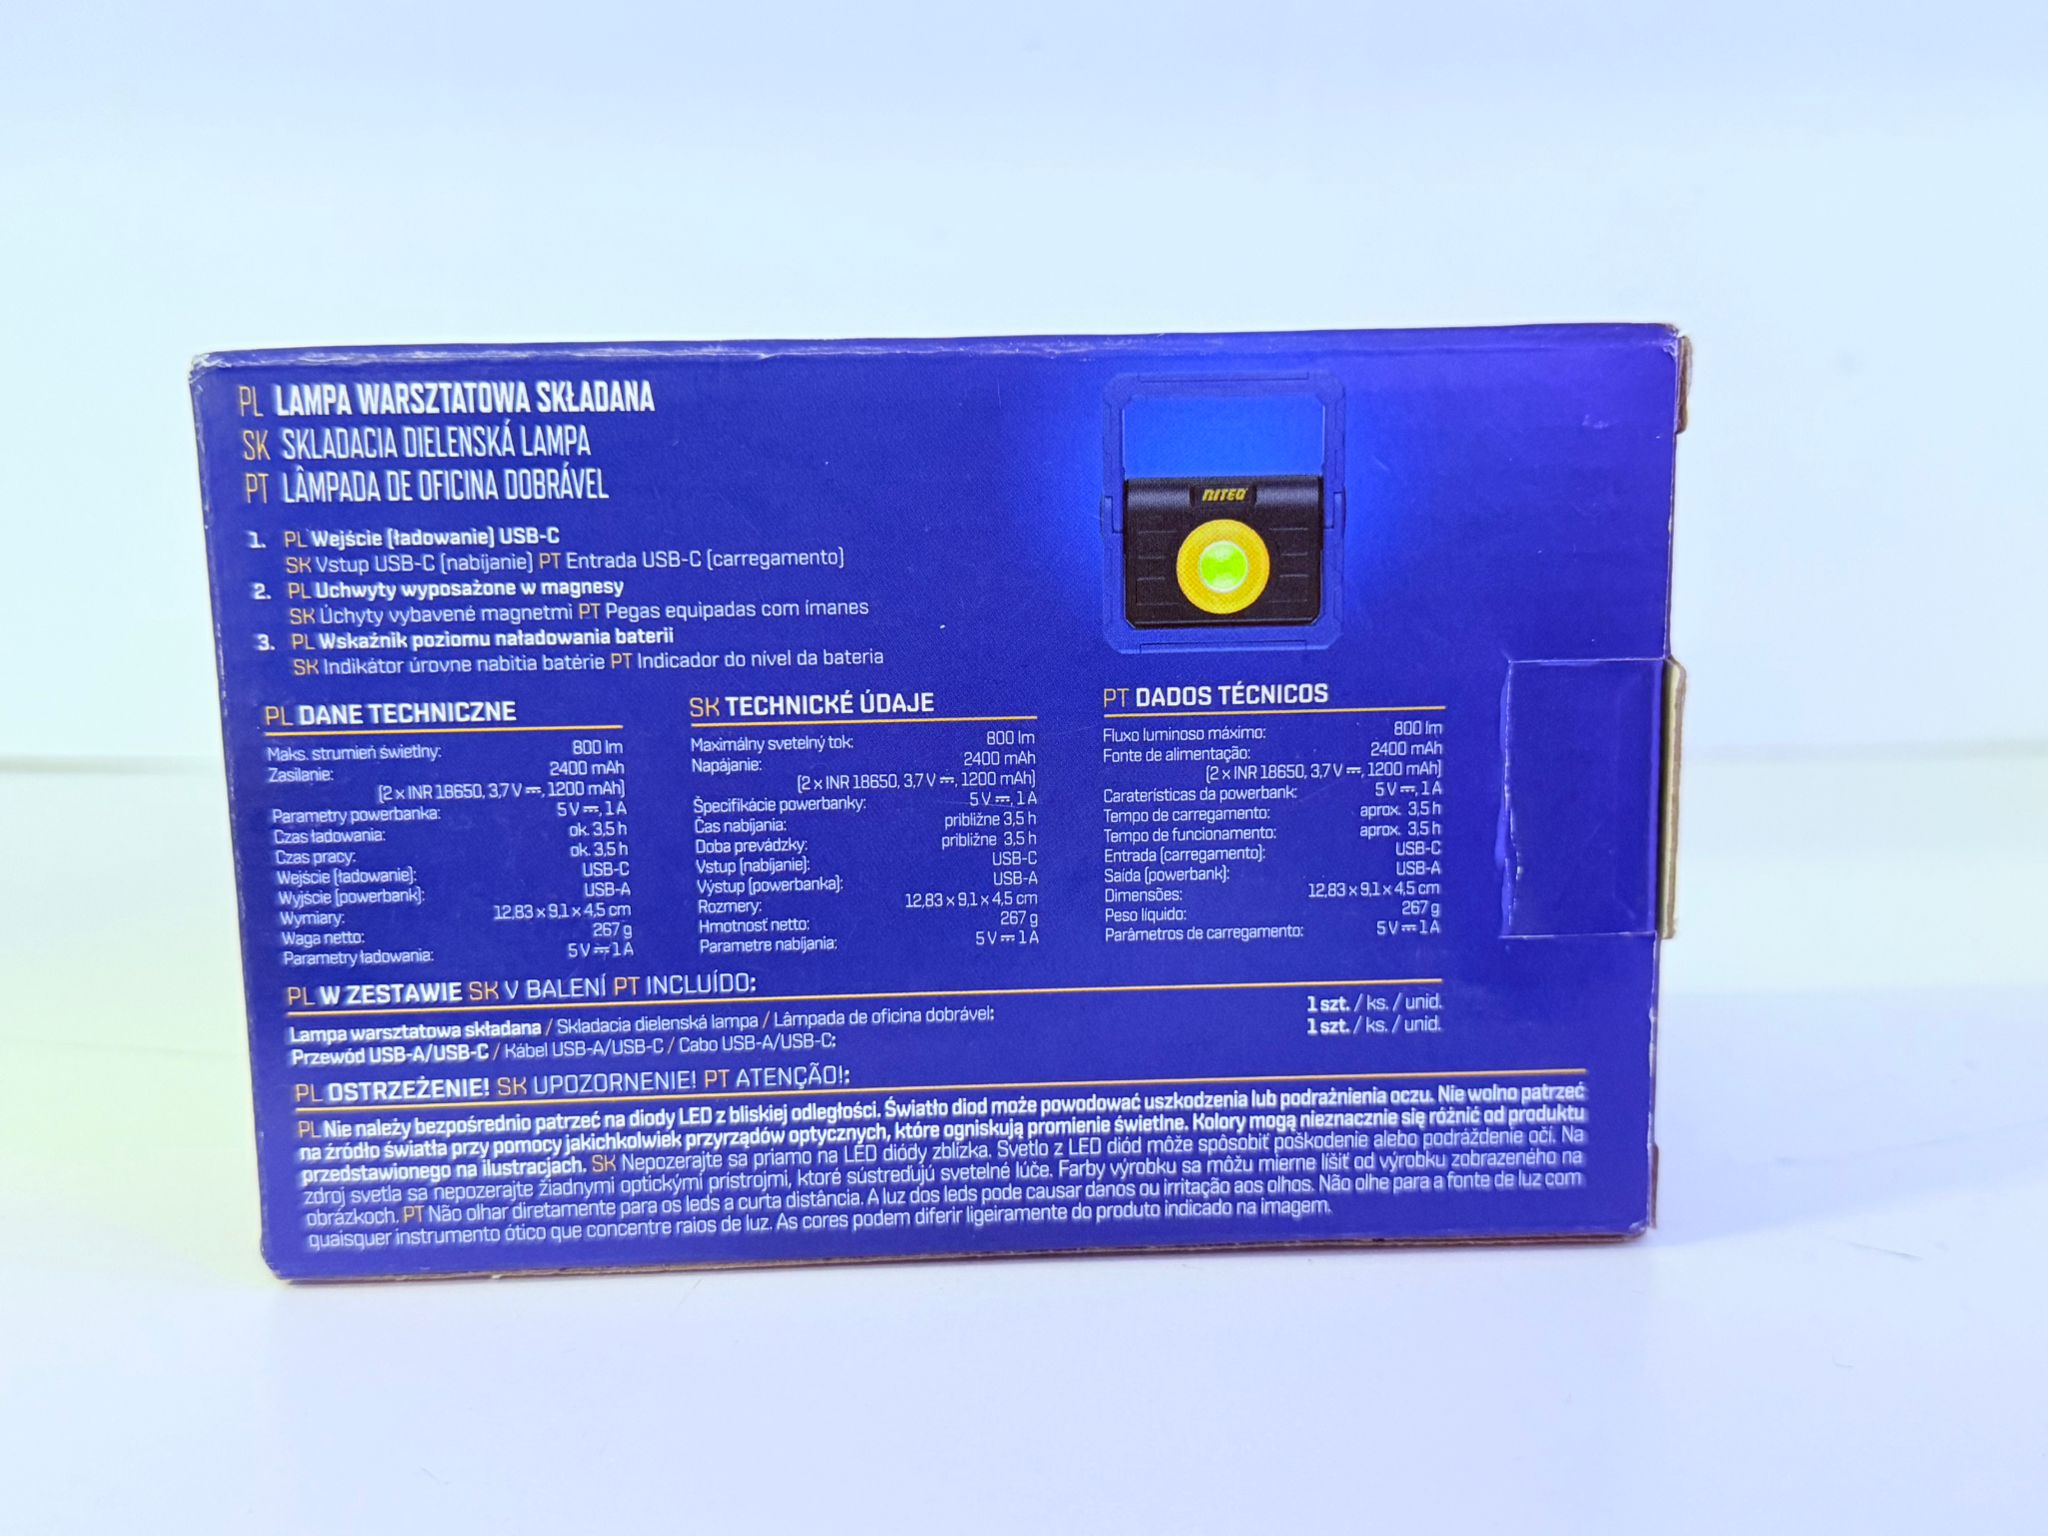 PL LAMPA WARSZTATOWA SKŁADANA
SK SKLADACIA DIELENSKÁ LAMPA
PT LÂMPADA DE OFICINA DOBRÁVEL
NITEO
1. PL Wejście (ładowanie) USB-C
SK Vstup USB-C (nabíjanie) PT Entrada USB-C (carregamento)
2. PL Uchwyty wyposażone w magnesy
SK Úchyty vybavené magnetmi PT Pegas equipadas com ímanes
3. PL Wskaźnik poziomu naładowania baterii
SK Indikátor úrovne nabitia batérie PT Indicador do nível da bateria
PL DANE TECHNICZNE
Maks. strumień świetlny: 800 lm
Zasilanie: 2400 mAh
(2 x INR 18650, 3,7 V ⎓, 1200 mAh)
Parametry powerbanka: 5 V ⎓, 1 A
Czas ładowania: ok. 3,5 h
Czas pracy: ok. 3,5 h
Wejście (ładowanie): USB-C
Wyjście (powerbank): USB-A
Wymiary: 12,83 x 9,1 x 4,5 cm
Waga netto: 267 g
Parametry ładowania: 5 V ⎓ 1 A
SK TECHNICKÉ ÚDAJE
Maximálny svetelný tok: 800 lm
Napájanie: 2400 mAh
(2 x INR 18650, 3,7 V ⎓, 1200 mAh)
Špecifikácie powerbanky: 5 V ⎓, 1 A
Čas nabíjania: približne 3,5 h
Doba prevádzky: približne 3,5 h
Vstup (nabíjanie): USB-C
Výstup (powerbanka): USB-A
Rozmery: 12,83 x 9,1 x 4,5 cm
Hmotnosť netto: 267 g
Parametre nabíjania: 5 V ⎓ 1 A
PT DADOS TÉCNICOS
Fluxo luminoso máximo: 800 lm
Fonte de alimentação: 2400 mAh
(2 x INR 18650, 3,7 V ⎓, 1200 mAh)
Caraterísticas da powerbank: 5 V ⎓, 1 A
Tempo de carregamento: aprox. 3,5 h
Tempo de funcionamento: aprox. 3,5 h
Entrada (carregamento): USB-C
Saída (powerbank): USB-A
Dimensões: 12,83 x 9,1 x 4,5 cm
Peso líquido: 267 g
Parâmetros de carregamento: 5 V ⎓ 1 A
PL W ZESTAWIE SK V BALENÍ PT INCLUÍDO:
Lampa warsztatowa składana / Skladacia dielenská lampa / Lâmpada de oficina dobrável: 1 szt. / ks. / unid.
Przewód USB-A/USB-C / Kábel USB-A/USB-C / Cabo USB-A/USB-C: 1 szt. / ks. / unid.
PL OSTRZEŻENIE! SK UPOZORNENIE! PT ATENÇÃO!:
PL Nie należy bezpośrednio patrzeć na diody LED z bliskiej odległości. Światło diod może powodować uszkodzenia lub podrażnienia oczu. Nie wolno patrzeć
na źródło światła przy pomocy jakichkolwiek przyrządów optycznych, które ogniskują promienie świetlne. Kolory mogą nieznacznie się różnić od produktu
przedstawionego na ilustracjach. SK Nepozerajte sa priamo na LED diódy zblízka. Svetlo z LED diód môže spôsobiť poškodenie alebo podráždenie očí. Na
zdroj svetla sa nepozerajte žiadnymi optickými prístrojmi, ktoré sústreďujú svetelné lúče. Farby výrobku sa môžu mierne líšiť od výrobku zobrazeného na
obrázkoch. PT Não olhar diretamente para os leds a curta distância. A luz dos leds pode causar danos ou irritação aos olhos. Não olhe para a fonte de luz com
quaisquer instrumento ótico que concentre raios de luz. As cores podem diferir ligeiramente do produto indicado na imagem.